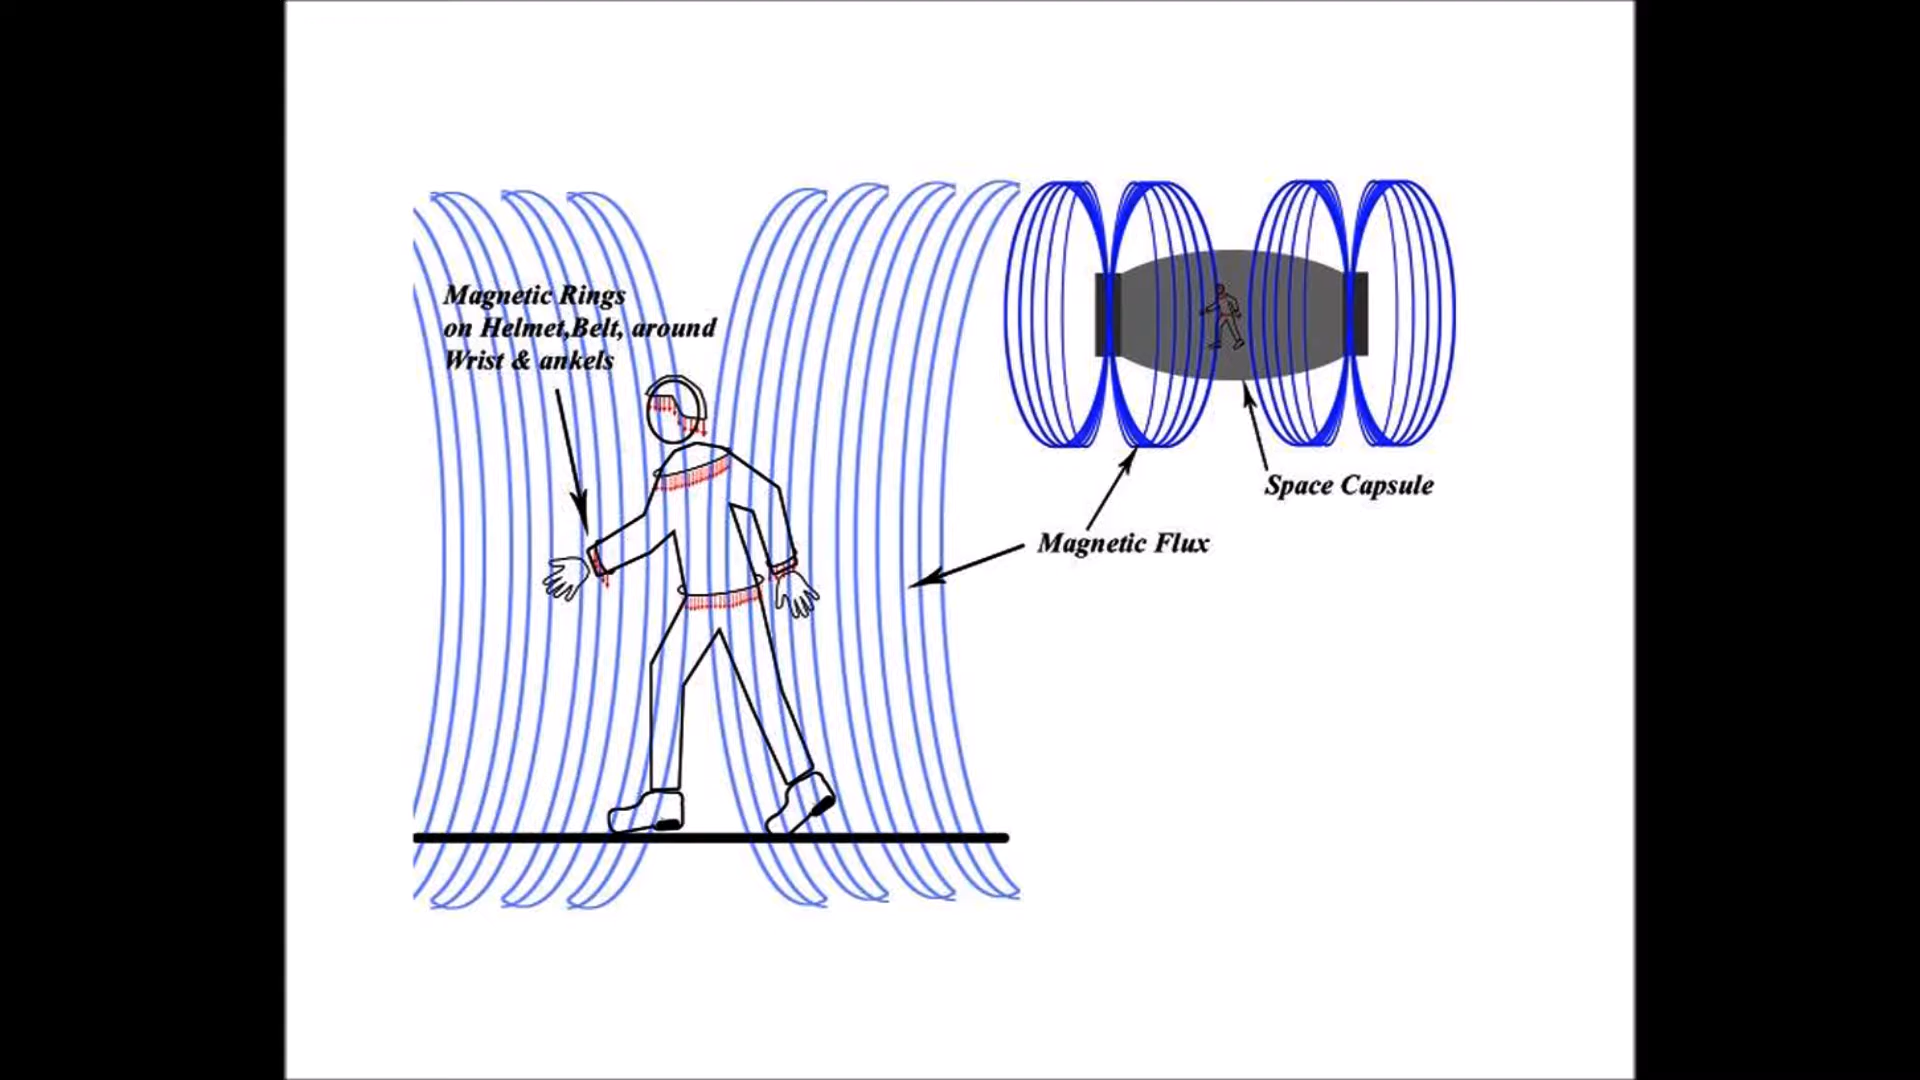 Magnetic Rings
on Helmet,Belt, around
Wrist & ankels
Space Capsule
Magnetic Flux